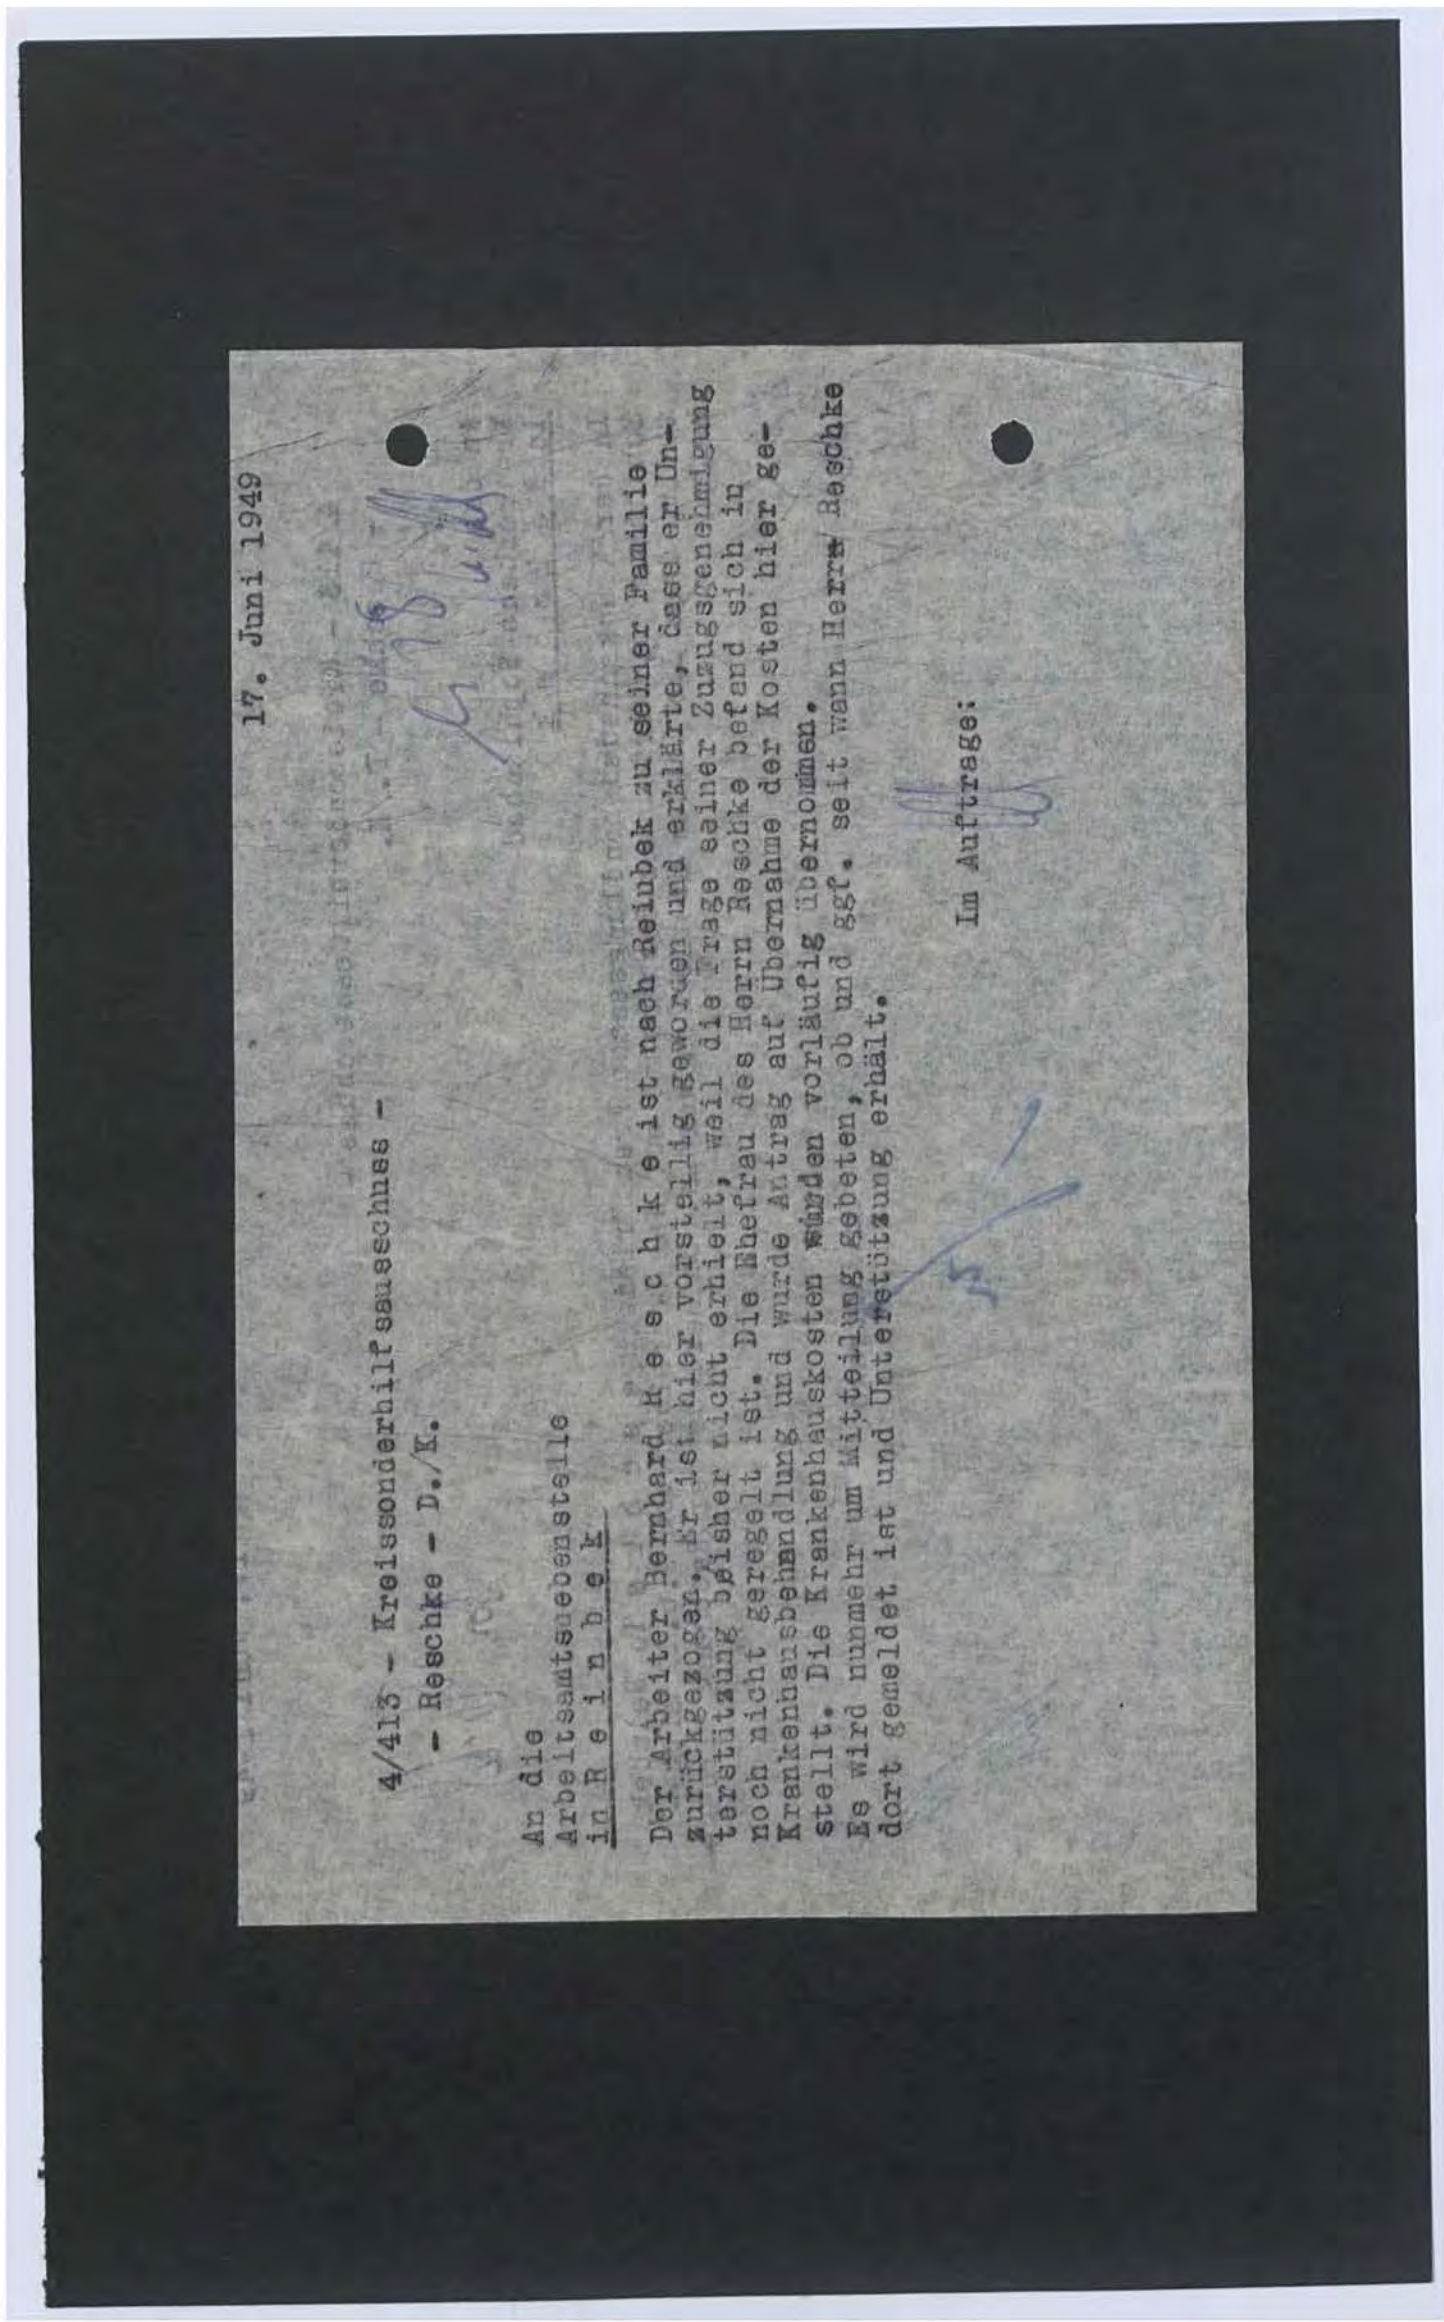 17. Juni 1949
4/413 - Kreissonderhilfsausschuss -
- Reschke - D./K.
An die
Arbeitsamtsnebenstelle
in R e i n b e k
Der Arbeiter Bernhard R e s c h k e ist nach Reinbek zu seiner Familie
zurückgezogen. Er ist hier vorstellig geworden und erklärte, dass er Un-
terstützung bisher nicht erhielt, weil die Frage seiner Zuzugsgenehmigung
noch nicht geregelt ist. Die Ehefrau des Herrn Reschke befand sich in
Krankenhausbehandlung und wurde Antrag auf Übernahme der Kosten hier ge-
stellt. Die Krankenhauskosten wurden vorläufig übernommen.
Es wird nunmehr um Mitteilung gebeten, ob und ggf. seit wann Herr Reschke
dort gemeldet ist und Unterstützung erhält.
Im Auftrage: